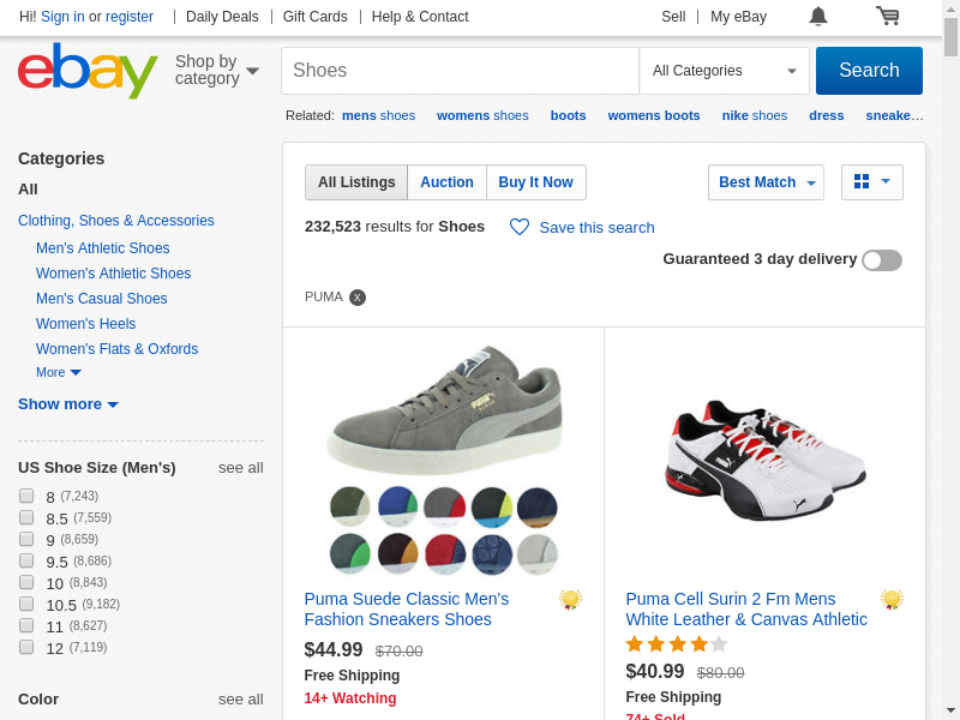 Hi! Sign in or register | Daily Deals | Gift Cards | Help & Contact Sell | My eBay
ebay
Shop by
category
Shoes
All Categories
Search
Related: mens shoes womens shoes boots womens boots nike shoes dress sneake…
Categories
All
Clothing, Shoes & Accessories
Men's Athletic Shoes
Women's Athletic Shoes
Men's Casual Shoes
Women's Heels
Women's Flats & Oxfords
More
Show more
US Shoe Size (Men's) see all
8 (7,243)
8.5 (7,559)
9 (8,659)
9.5 (8,686)
10 (8,843)
10.5 (9,182)
11 (8,627)
12 (7,119)
Color see all
All Listings Auction Buy It Now
Best Match
232,523 results for Shoes
Save this search
Guaranteed 3 day delivery
PUMA X
Puma Suede Classic Men's
Fashion Sneakers Shoes
$44.99 $70.00
Free Shipping
14+ Watching
Puma Cell Surin 2 Fm Mens
White Leather & Canvas Athletic
$40.99 $80.00
Free Shipping
74+ Sold